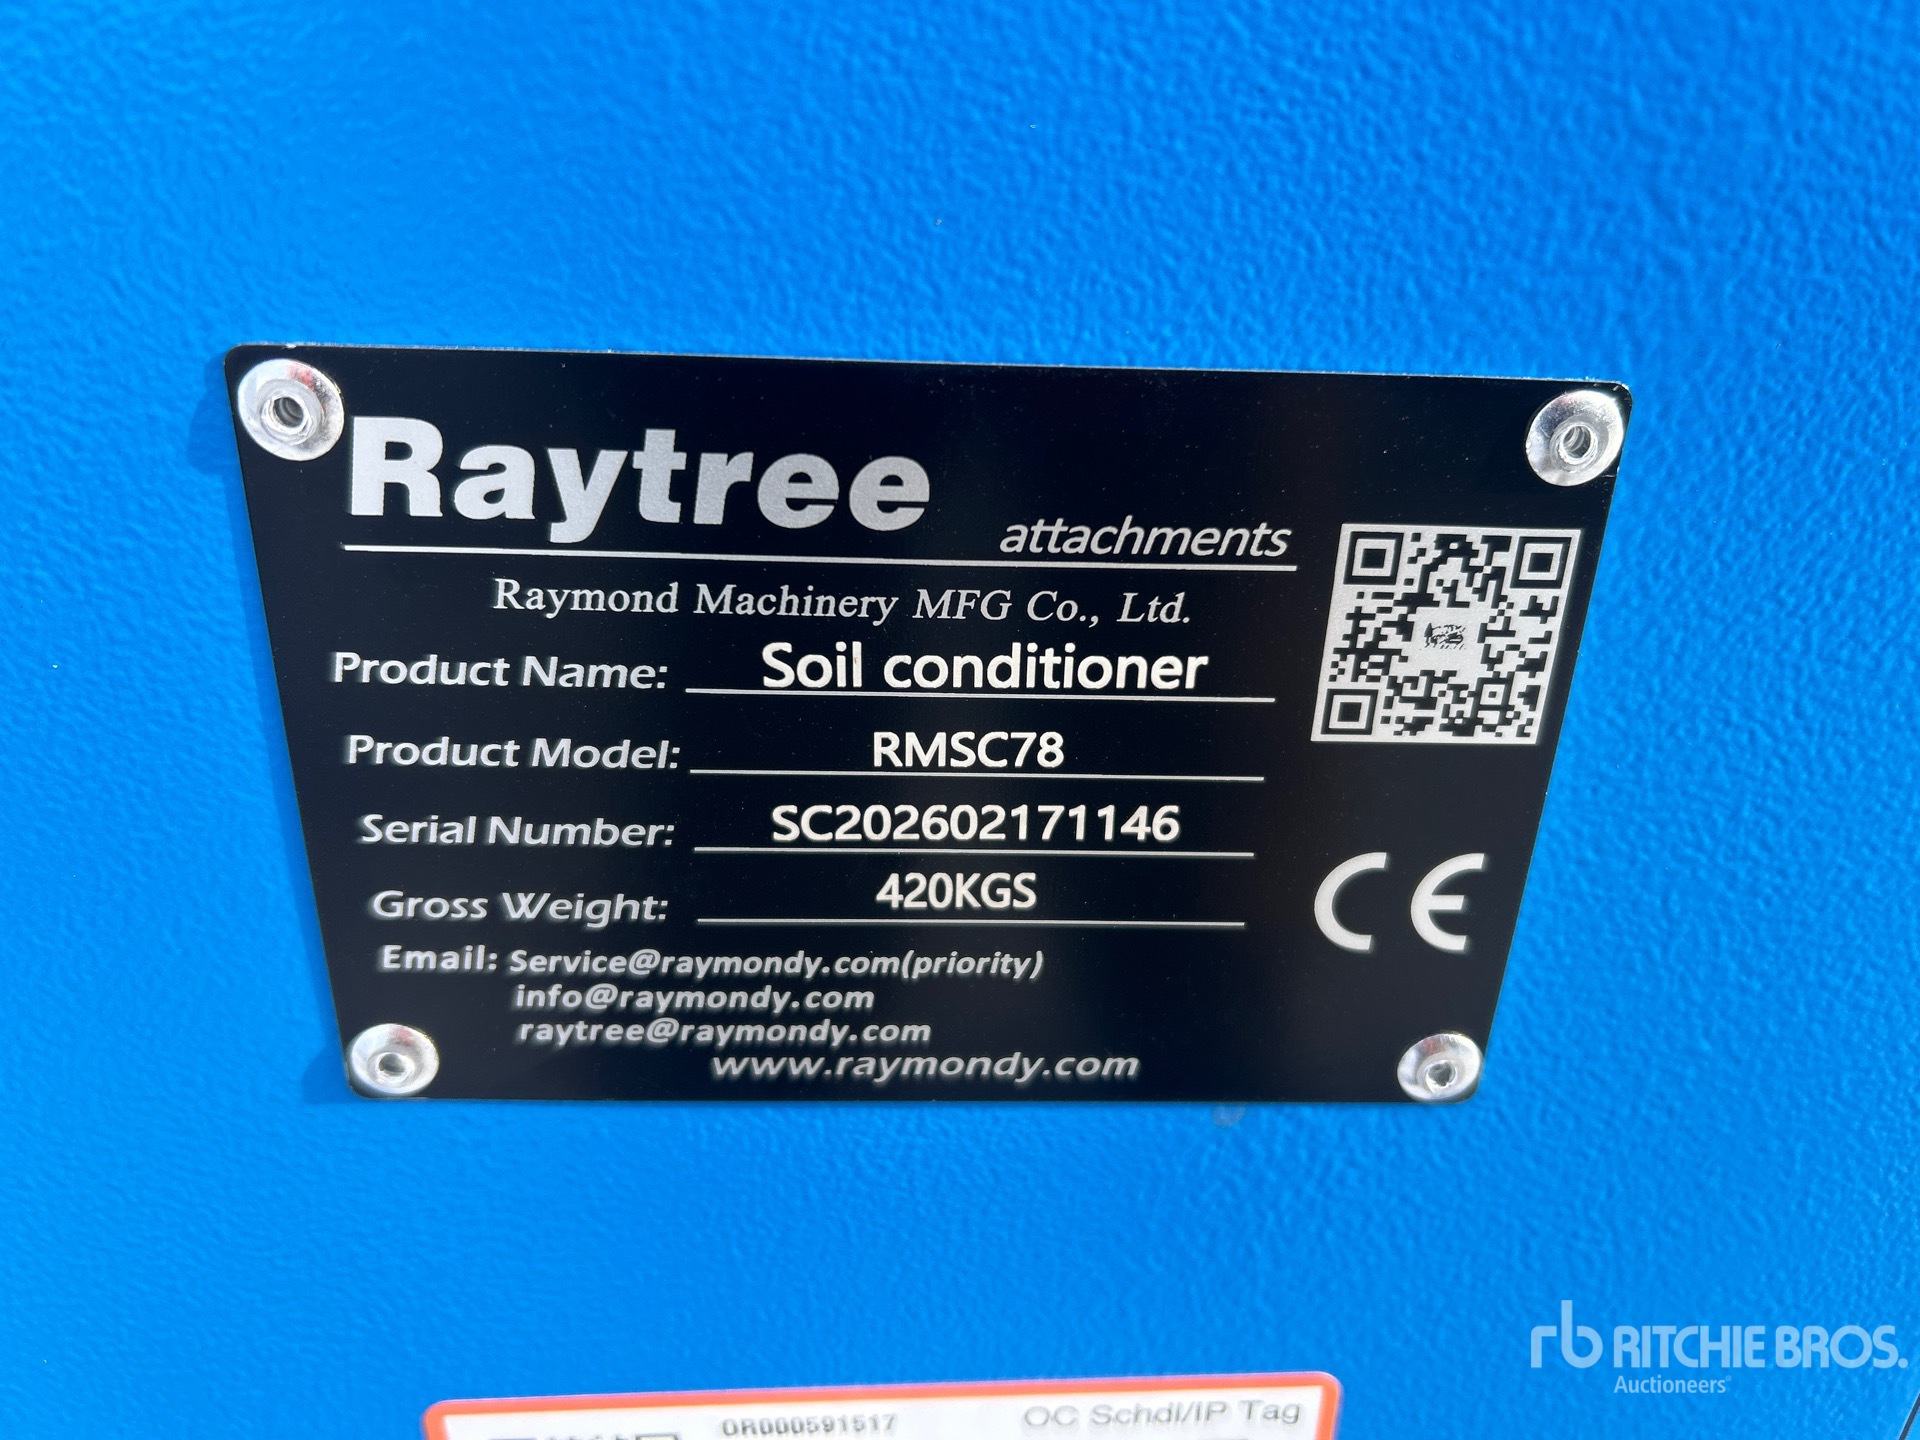 Raytree
attachments
Raymond Machinery MFG Co., Ltd.
Product Name: Soil conditioner
Product Model: RMSC78
Serial Number: SC202602171146
Gross Weight: 420KGS
CE
Email: Service@raymondy.com(priority)
info@raymondy.com
raytree@raymondy.com
www.raymondy.com
rb RITCHIE BROS.
Auctioneers
OR000591517 OC Schdl/IP Tag